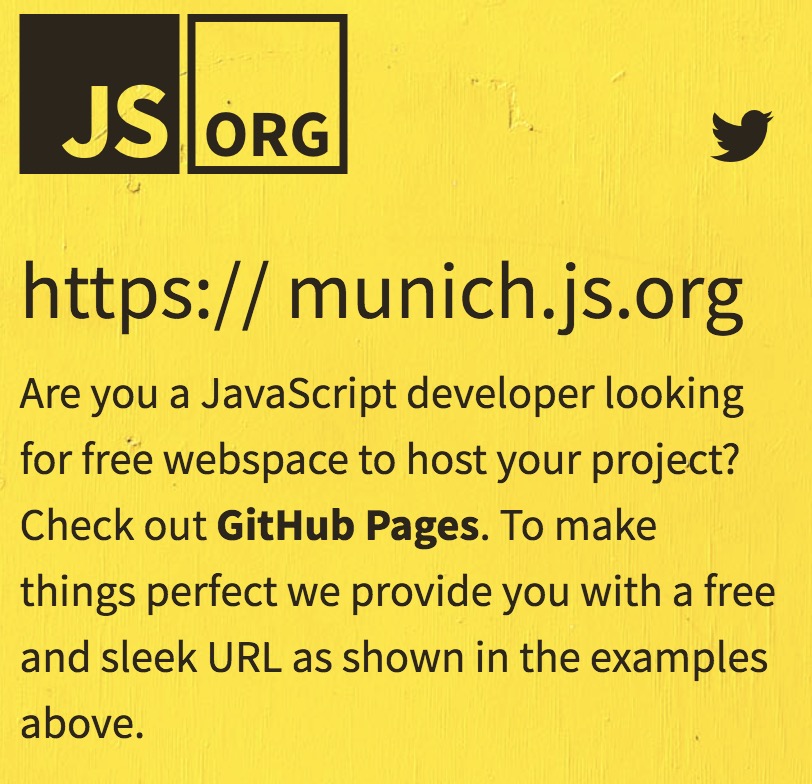 JS ORG
https:// munich.js.org
Are you a JavaScript developer looking
for free webspace to host your project?
Check out GitHub Pages. To make
things perfect we provide you with a free
and sleek URL as shown in the examples
above.